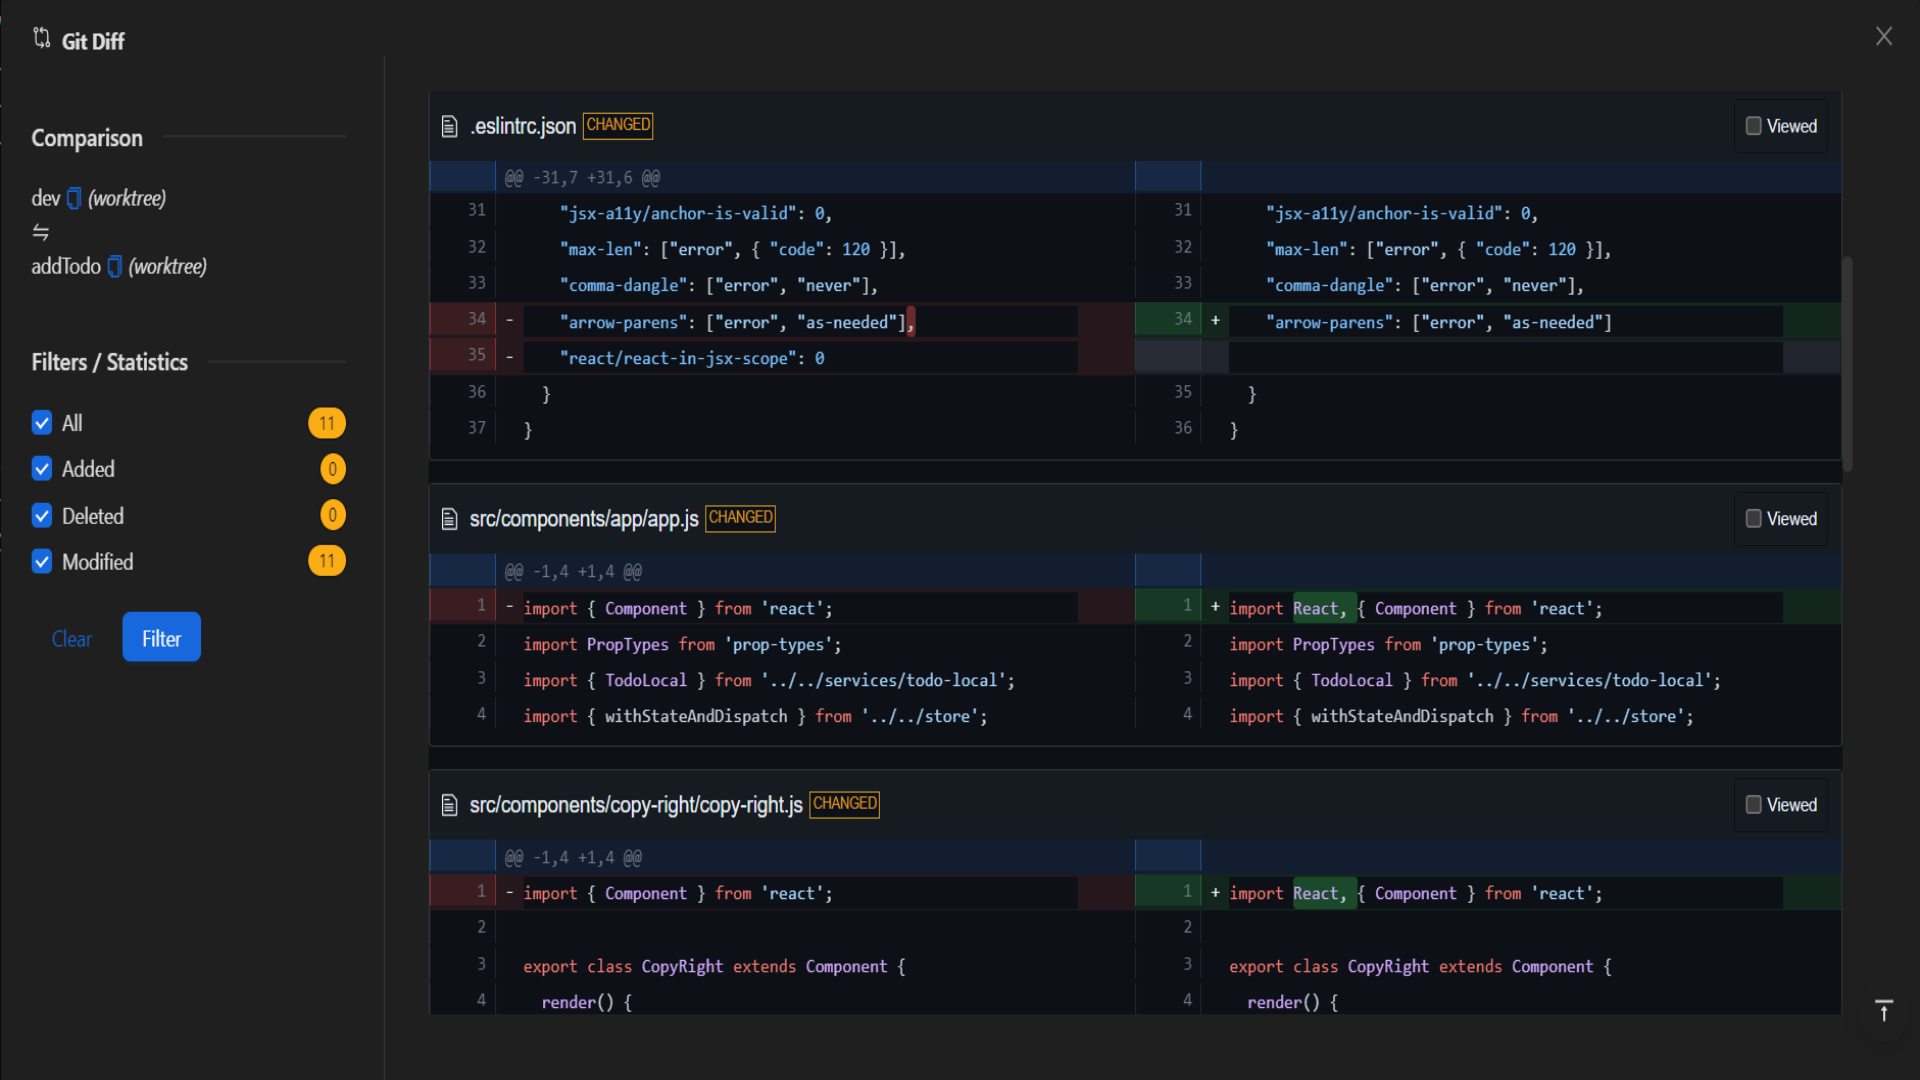 Git Diff
Comparison
dev (worktree)
addTodo (worktree)
Filters / Statistics
All 11
Added 0
Deleted 0
Modified 11
Clear Filter
.eslintrc.json CHANGED Viewed
@@ -31,7 +31,6 @@
31 "jsx-a11y/anchor-is-valid": 0, 31 "jsx-a11y/anchor-is-valid": 0,
32 "max-len": ["error", { "code": 120 }], 32 "max-len": ["error", { "code": 120 }],
33 "comma-dangle": ["error", "never"], 33 "comma-dangle": ["error", "never"],
34 - "arrow-parens": ["error", "as-needed"], 34 + "arrow-parens": ["error", "as-needed"]
35 - "react/react-in-jsx-scope": 0
36 } 35 }
37 } 36 }
src/components/app/app.js CHANGED Viewed
@@ -1,4 +1,4 @@
1 - import { Component } from 'react'; 1 + import React, { Component } from 'react';
2 import PropTypes from 'prop-types'; 2 import PropTypes from 'prop-types';
3 import { TodoLocal } from '../../services/todo-local'; 3 import { TodoLocal } from '../../services/todo-local';
4 import { withStateAndDispatch } from '../../store'; 4 import { withStateAndDispatch } from '../../store';
src/components/copy-right/copy-right.js CHANGED Viewed
@@ -1,4 +1,4 @@
1 - import { Component } from 'react'; 1 + import React, { Component } from 'react';
2 2
3 export class CopyRight extends Component { 3 export class CopyRight extends Component {
4 render() { 4 render() {